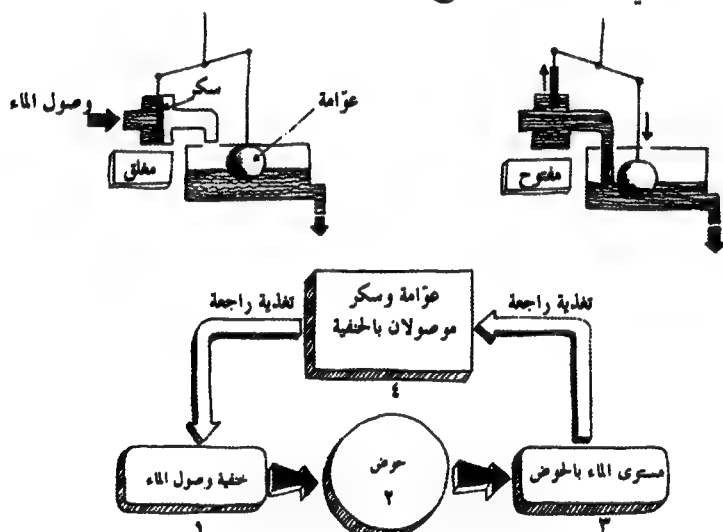 سكر
وصول الماء
عوّامة
مغلق
مفتوح
عوّامة وسكر
موصولان بالحنفية
٤
تغذية راجعة
تغذية راجعة
حنفية وصول الماء
١
حوض
٢
مستوى الماء بالحوض
٣